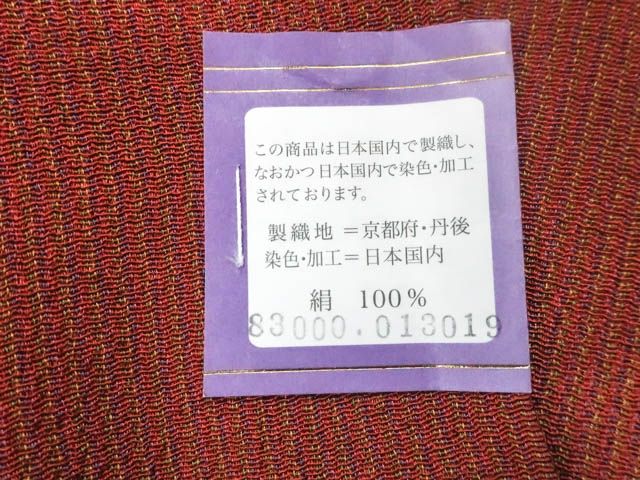 この商品は日本国内で製織し、
なおかつ日本国内で染色・加工
されております。
製織地＝京都府・丹後
染色・加工＝日本国内
絹 100%
83000.013019